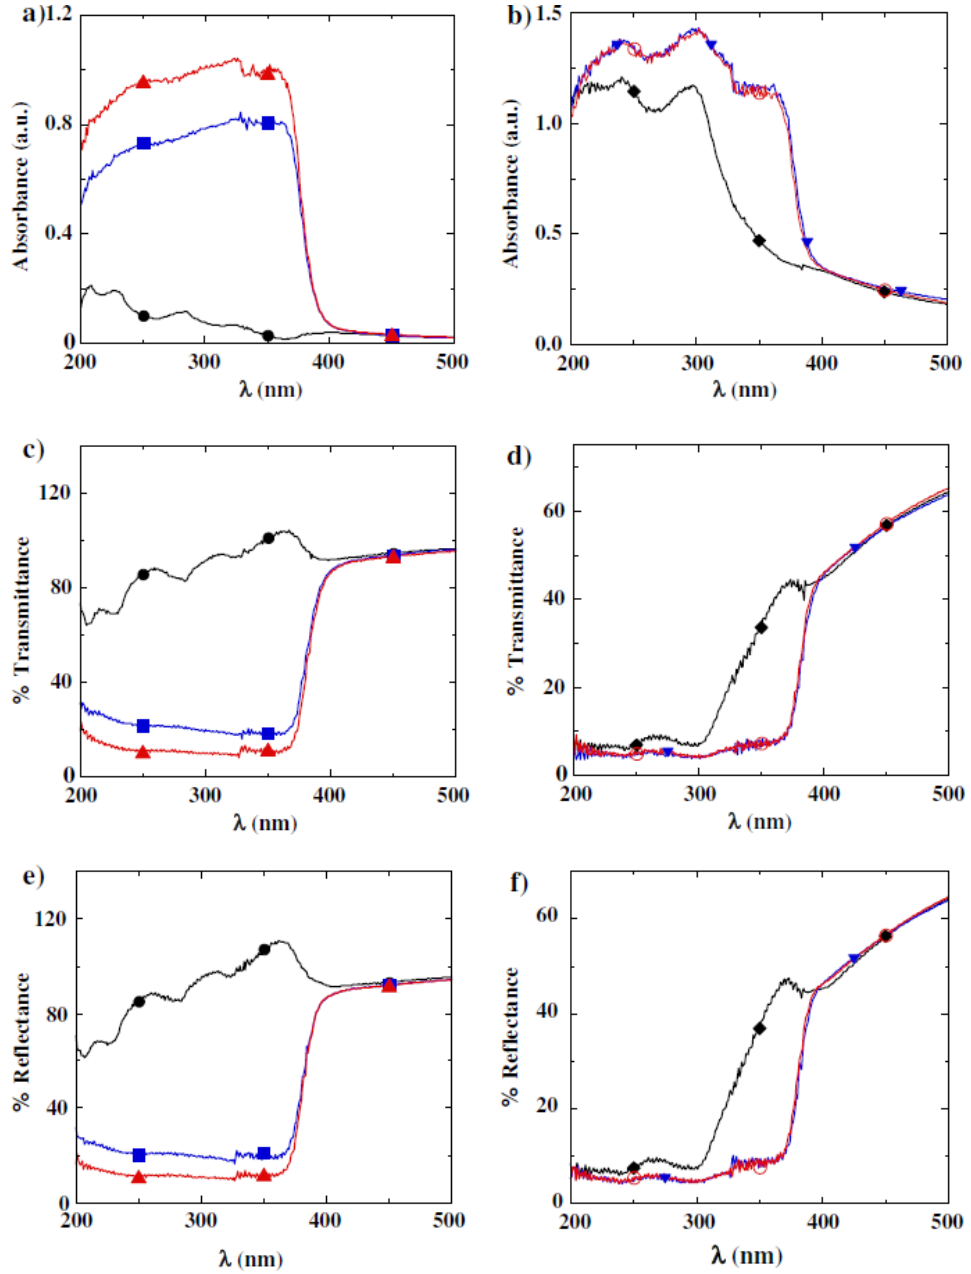 a)
1.2
0.8
0.4
0
Absorbance (a.u.)
200 300 400 500
λ (nm)
b)
1.5
1.0
0.5
0.0
Absorbance (a.u.)
200 300 400 500
λ (nm)
c)
120
80
40
0
% Transmittance
200 300 400 500
λ (nm)
d)
60
40
20
0
% Transmittance
200 300 400 500
λ (nm)
e)
120
80
40
0
% Reflectance
200 300 400 500
λ (nm)
f)
60
40
20
0
% Reflectance
200 300 400 500
λ (nm)